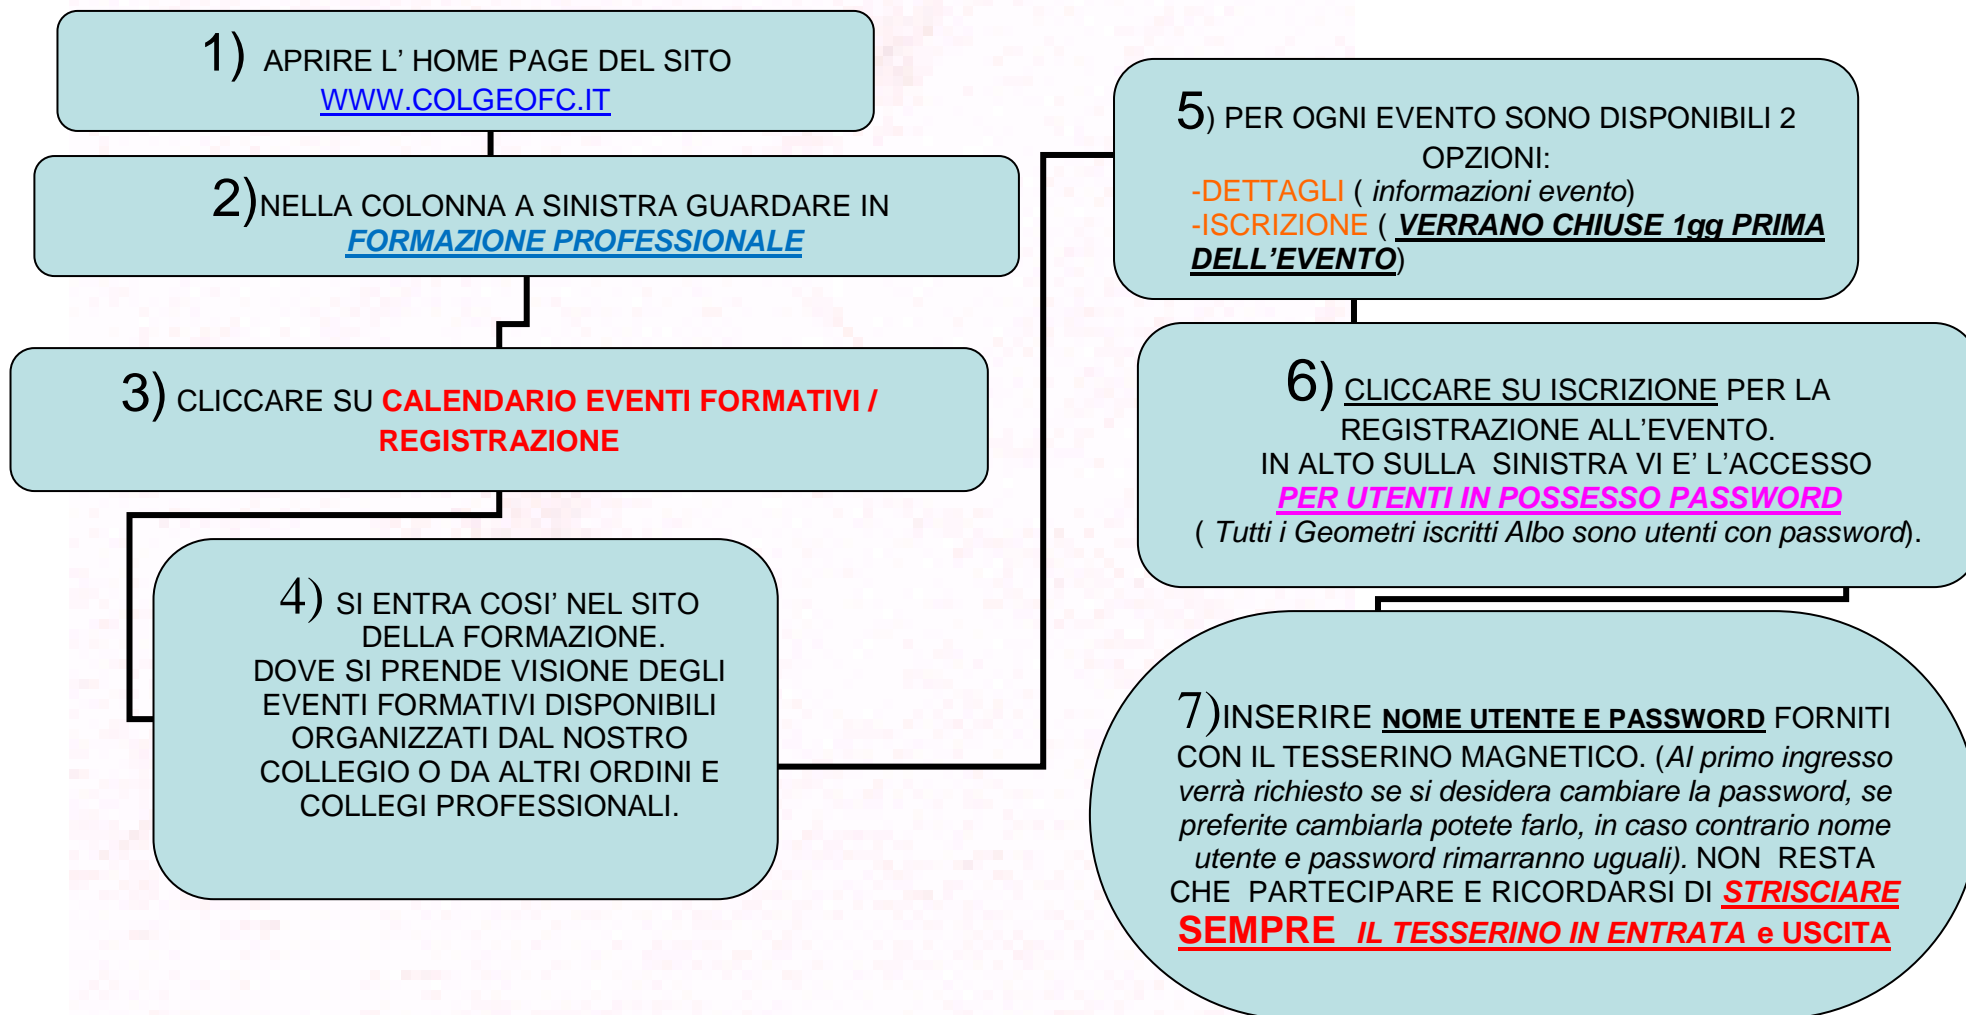 1) APRIRE L' HOME PAGE DEL SITO
WWW.COLGEOFC.IT
2)NELLA COLONNA A SINISTRA GUARDARE IN
FORMAZIONE PROFESSIONALE
3) CLICCARE SU CALENDARIO EVENTI FORMATIVI /
REGISTRAZIONE
4) SI ENTRA COSI' NEL SITO
DELLA FORMAZIONE.
DOVE SI PRENDE VISIONE DEGLI
EVENTI FORMATIVI DISPONIBILI
ORGANIZZATI DAL NOSTRO
COLLEGIO O DA ALTRI ORDINI E
COLLEGI PROFESSIONALI.
5) PER OGNI EVENTO SONO DISPONIBILI 2
OPZIONI:
-DETTAGLI ( informazioni evento)
-ISCRIZIONE ( VERRANO CHIUSE 1gg PRIMA
DELL'EVENTO)
6) CLICCARE SU ISCRIZIONE PER LA
REGISTRAZIONE ALL'EVENTO.
IN ALTO SULLA SINISTRA VI E' L'ACCESSO
PER UTENTI IN POSSESSO PASSWORD
( Tutti i Geometri iscritti Albo sono utenti con password).
7)INSERIRE NOME UTENTE E PASSWORD FORNITI
CON IL TESSERINO MAGNETICO. (Al primo ingresso
verrà richiesto se si desidera cambiare la password, se
preferite cambiarla potete farlo, in caso contrario nome
utente e password rimarranno uguali). NON RESTA
CHE PARTECIPARE E RICORDARSI DI STRISCIARE
SEMPRE IL TESSERINO IN ENTRATA e USCITA